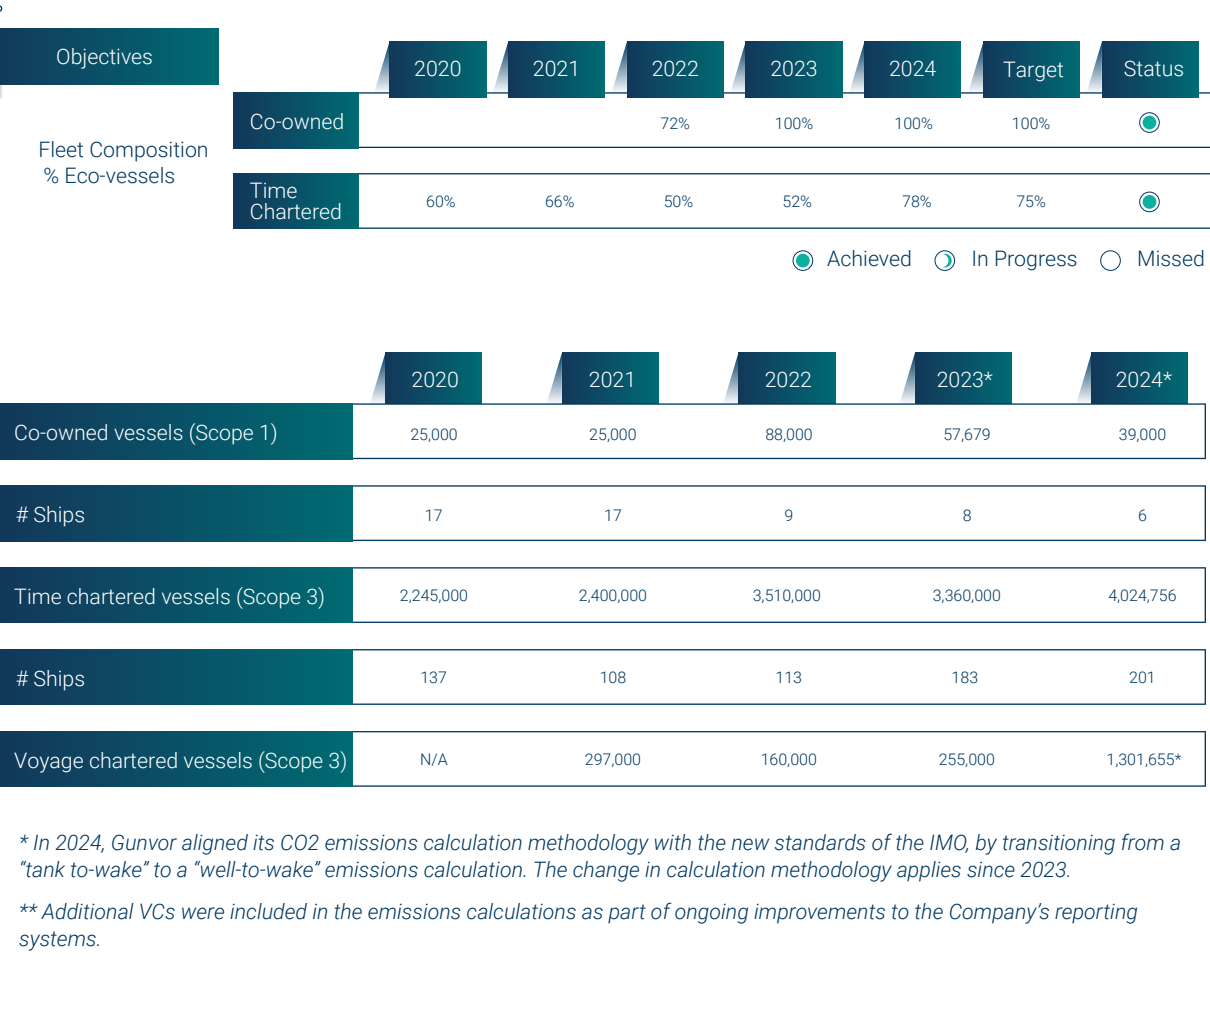 Objectives
2020 2021 2022 2023 2024 Target Status
Co-owned 72% 100% 100% 100%
Fleet Composition
% Eco-vessels
Time
Chartered 60% 66% 50% 52% 78% 75%
Achieved In Progress Missed
2020 2021 2022 2023* 2024*
Co-owned vessels (Scope 1) 25,000 25,000 88,000 57,679 39,000
# Ships 17 17 9 8 6
Time chartered vessels (Scope 3) 2,245,000 2,400,000 3,510,000 3,360,000 4,024,756
# Ships 137 108 113 183 201
Voyage chartered vessels (Scope 3) N/A 297,000 160,000 255,000 1,301,655*
* In 2024, Gunvor aligned its CO2 emissions calculation methodology with the new standards of the IMO, by transitioning from a
“tank to-wake” to a “well-to-wake” emissions calculation. The change in calculation methodology applies since 2023.
** Additional VCs were included in the emissions calculations as part of ongoing improvements to the Company’s reporting
systems.